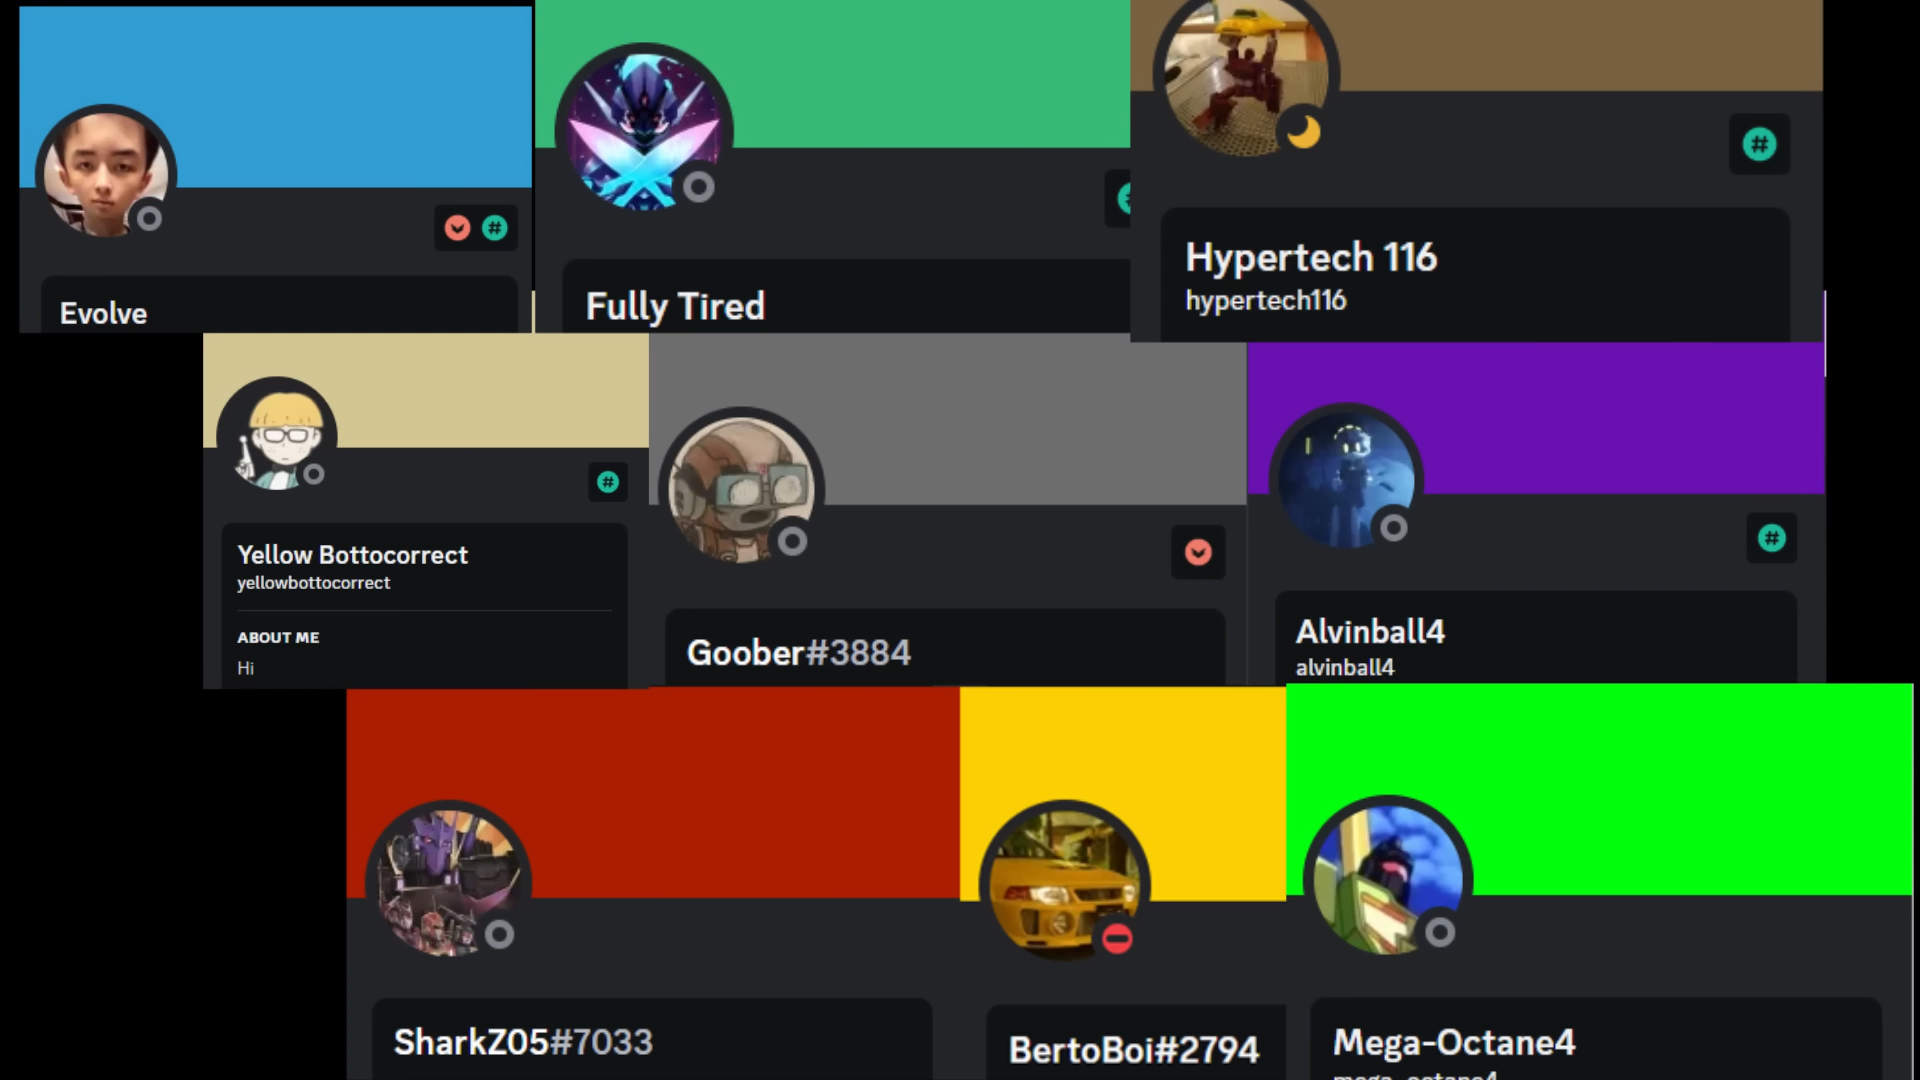 Evolve
Fully Tired
Hypertech 116
hypertech116
Yellow Bottocorrect
yellowbottocorrect
ABOUT ME
Hi
Goober#3884
Alvinball4
alvinball4
SharkZ05#7033
BertoBoi#2794
Mega-Octane4
mega_octane4